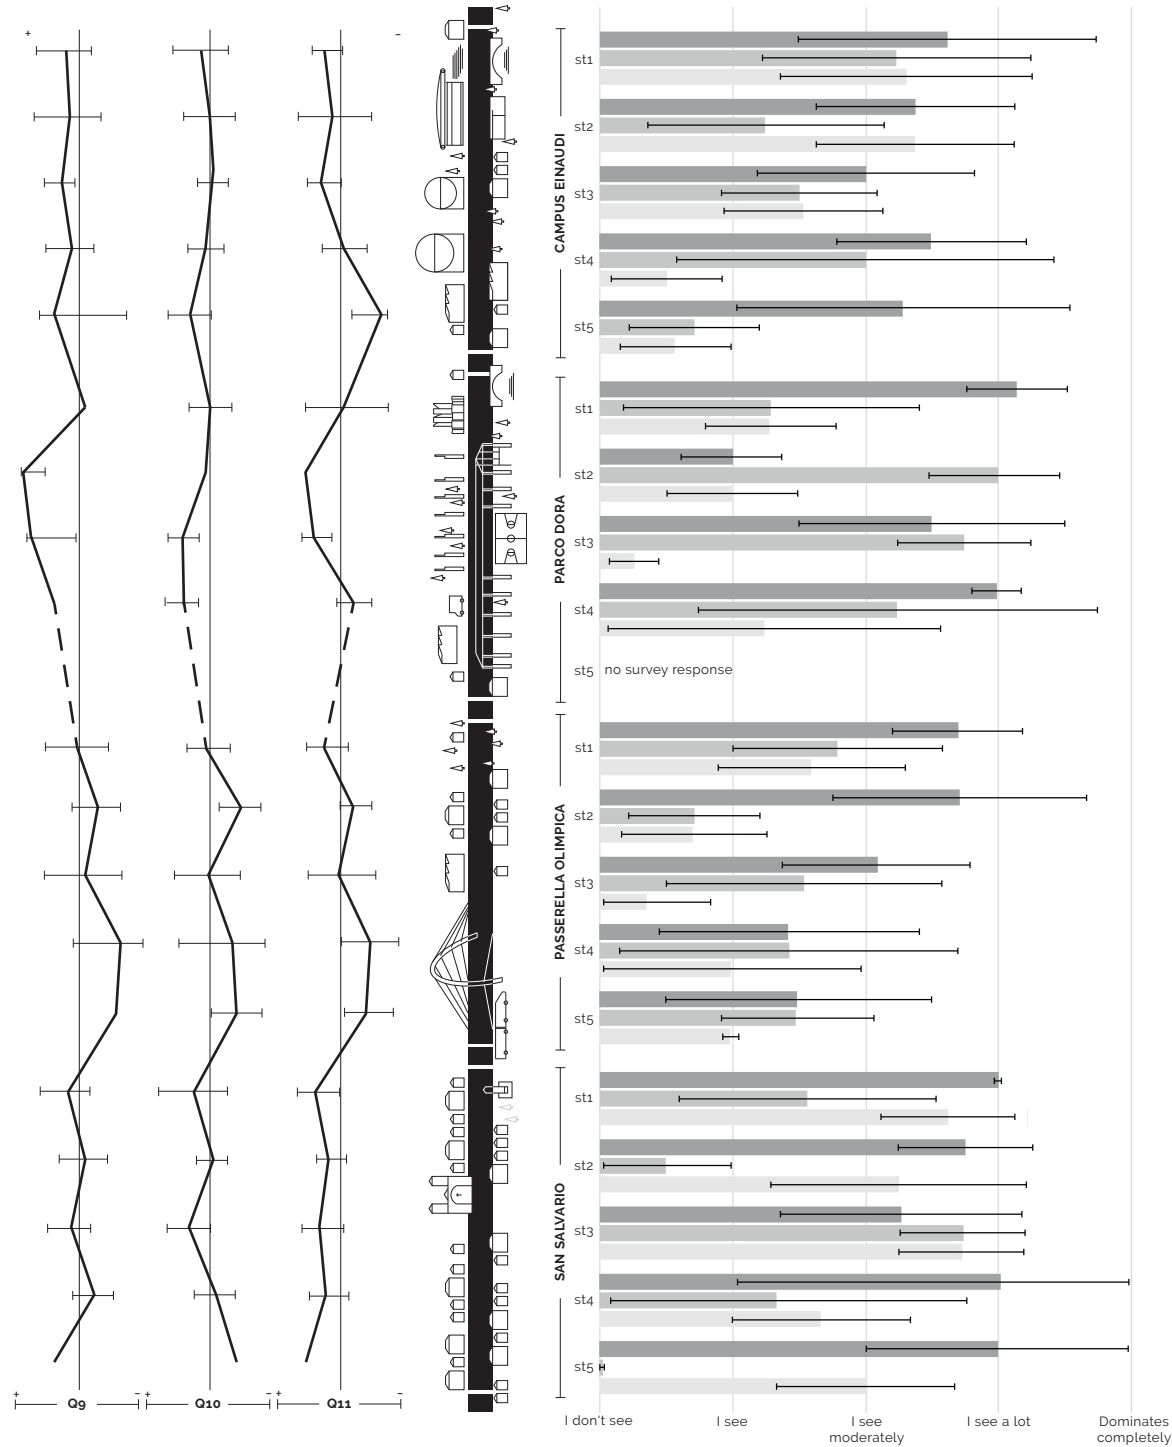 +
−
CAMPUS EINAUDI
st1
st2
st3
st4
st5
PARCO DORA
st1
st2
st3
st4
st5 no survey response
PASSERELLA OLIMPICA
st1
st2
st3
st4
st5
SAN SALVARIO
st1
st2
st3
st4
st5
+ − + − + −
Q9 Q10 Q11
I don't see
I see
I see
moderately
I see a lot
Dominates
completely